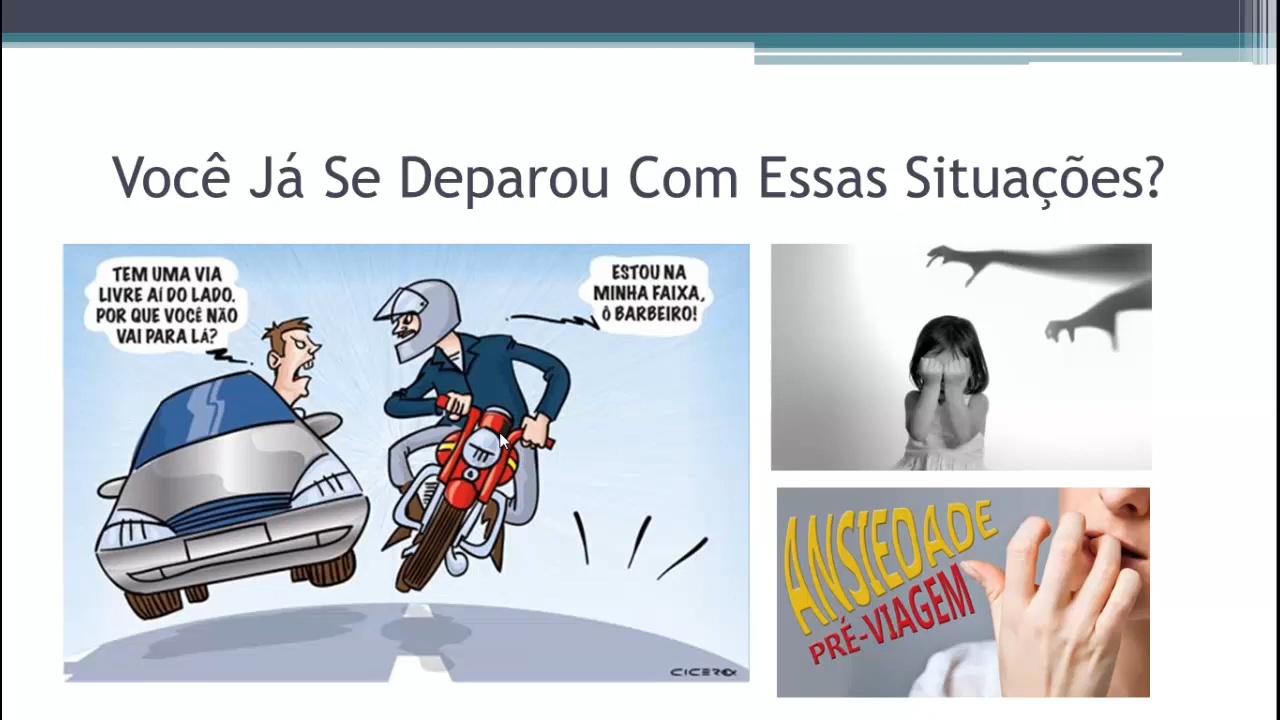 Você Já Se Deparou Com Essas Situações?
TEM UMA VIA
LIVRE AÍ DO LADO.
POR QUE VOCÊ NÃO
VAI PARA LÁ?
ESTOU NA
MINHA FAIXA,
Ô BARBEIRO!
CICERO
ANSIEDADE
PRÉ-VIAGEM